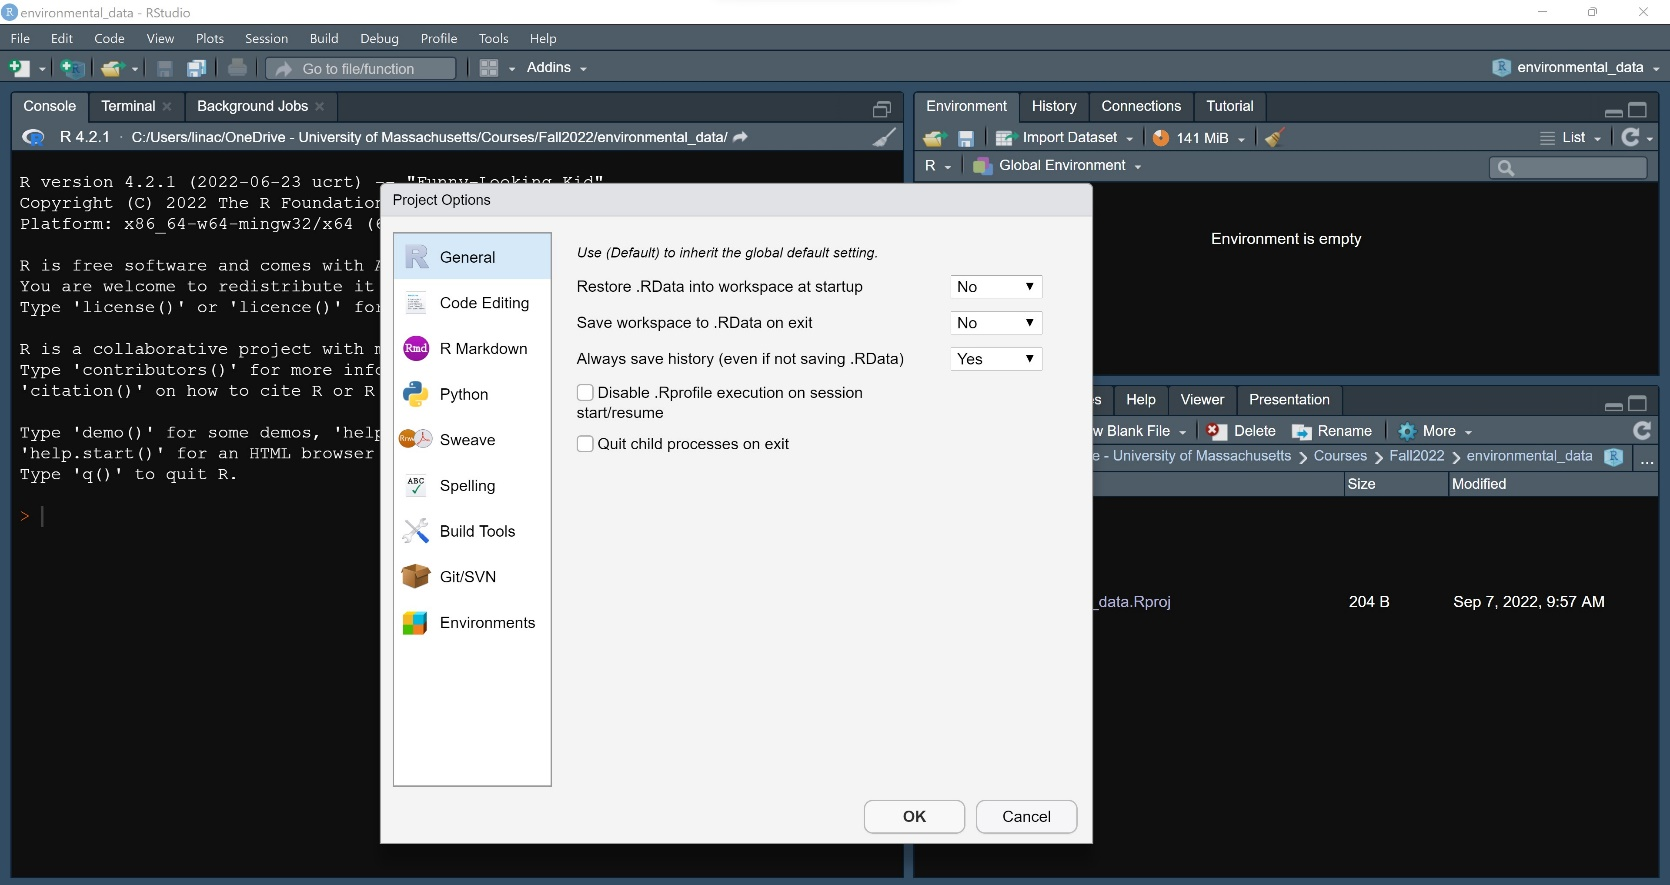 environmental_data - RStudio
File Edit Code View Plots Session Build Debug Profile Tools Help
Go to file/function Addins environmental_data
Console Terminal Background Jobs
R 4.2.1 · C:/Users/linac/OneDrive - University of Massachusetts/Courses/Fall2022/environmental_data/
R version 4.2.1 (2022-06-23 ucrt) -- "Funny-Looking Kid"
Copyright (C) 2022 The R Foundation
Platform: x86_64-w64-mingw32/x64 (
R is free software and comes with
You are welcome to redistribute it
Type 'license()' or 'licence()' for
R is a collaborative project with
Type 'contributors()' for more info
'citation()' on how to cite R or R
Type 'demo()' for some demos, 'help
'help.start()' for an HTML browser
Type 'q()' to quit R.
>
Environment History Connections Tutorial
Import Dataset 141 MiB List
R Global Environment
Environment is empty
Project Options
General
Code Editing
Rmd R Markdown
Python
Rnw Sweave
ABC Spelling
Build Tools
Git/SVN
Environments
Use (Default) to inherit the global default setting.
Restore .RData into workspace at startup No
Save workspace to .RData on exit No
Always save history (even if not saving .RData) Yes
Disable .Rprofile execution on session
start/resume
Quit child processes on exit
OK Cancel
s Help Viewer Presentation
w Blank File Delete Rename More
e - University of Massachusetts > Courses > Fall2022 > environmental_data ...
Size Modified
_data.Rproj 204 B Sep 7, 2022, 9:57 AM